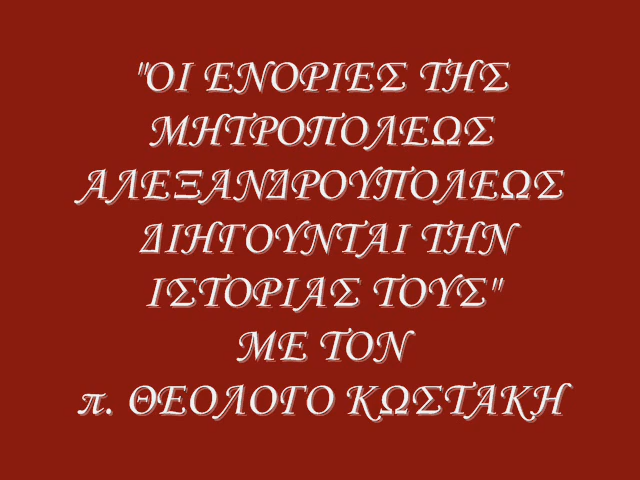 "ΟΙ ΕΝΟΡΙΕΣ ΤΗΣ
ΜΗΤΡΟΠΟΛΕΩΣ
ΑΛΕΞΑΝΔΡΟΥΠΟΛΕΩΣ
ΔΙΗΓΟΥΝΤΑΙ ΤΗΝ
ΙΣΤΟΡΙΑΣ ΤΟΥΣ"
ΜΕ ΤΟΝ
π. ΘΕΟΛΟΓΟ ΚΩΣΤΑΚΗ